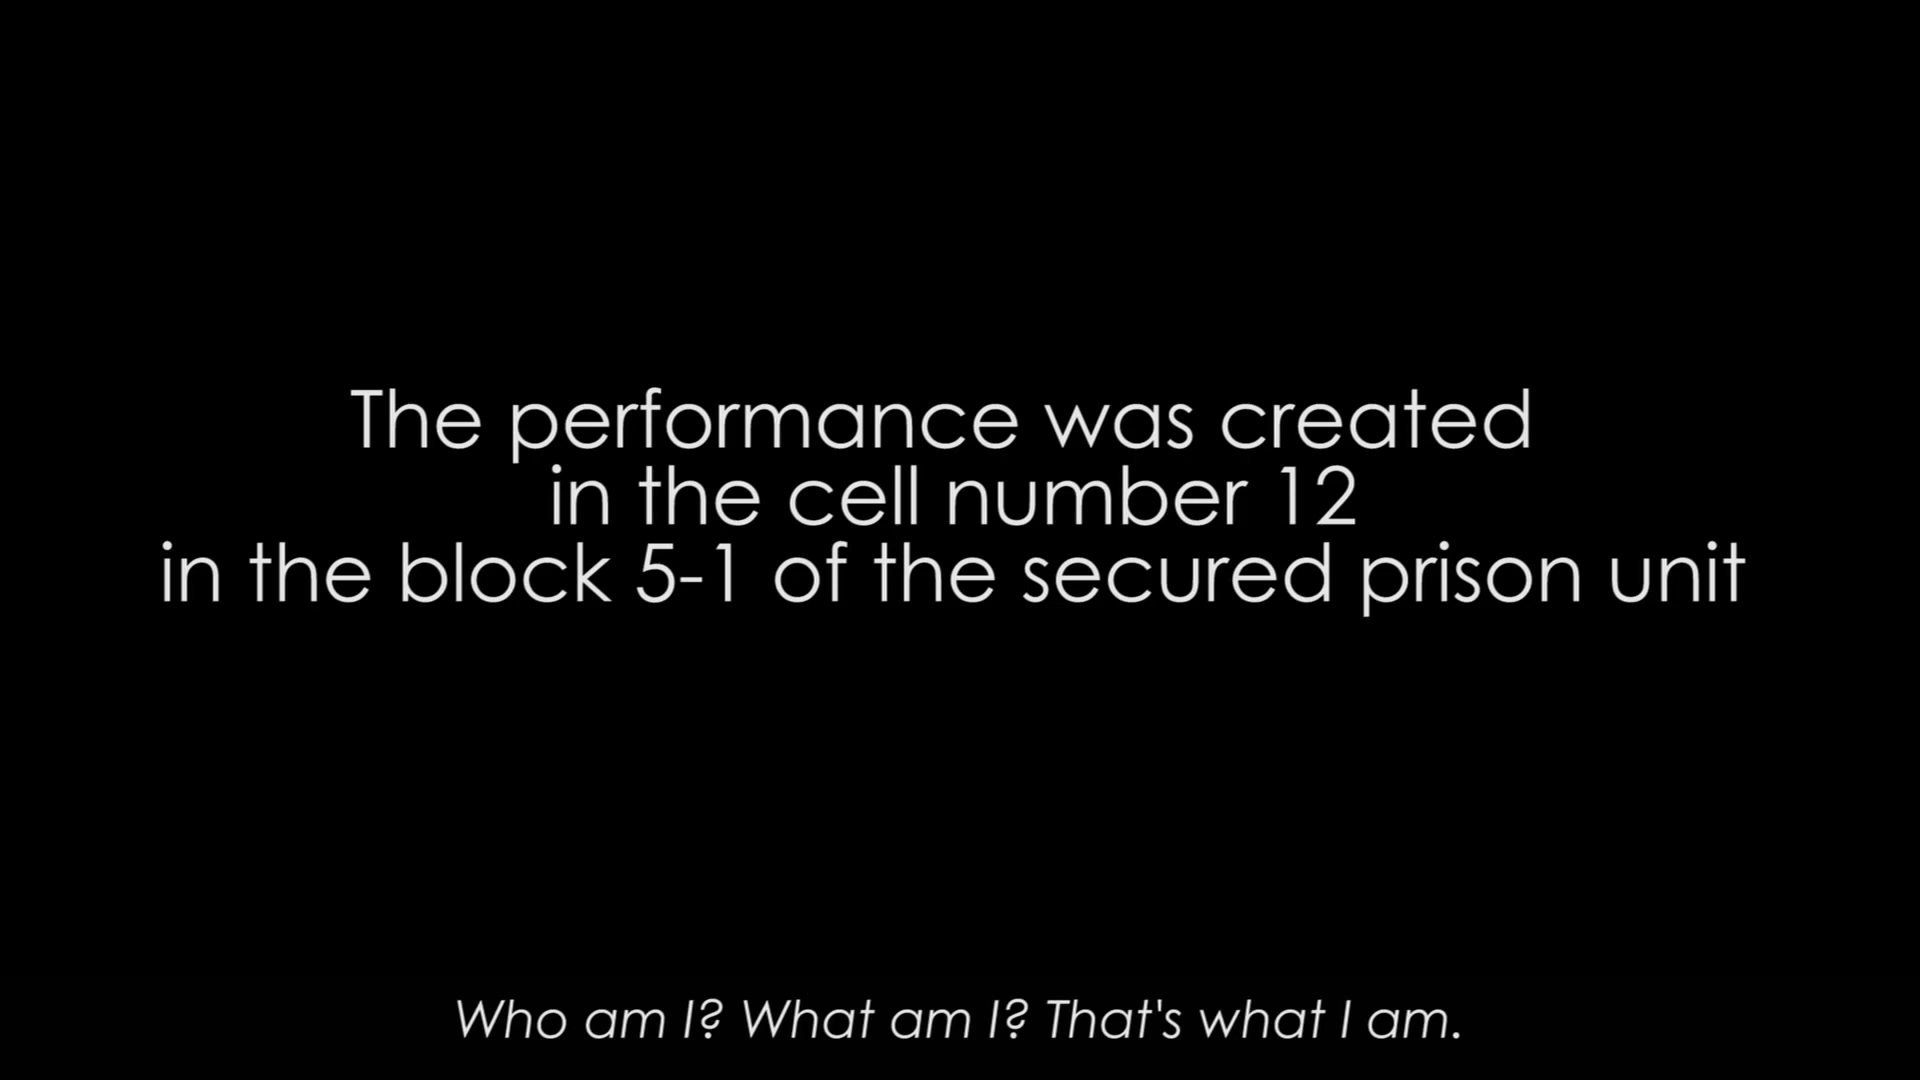 The performance was created
in the cell number 12
in the block 5-1 of the secured prison unit
Who am I? What am I? That's what I am.